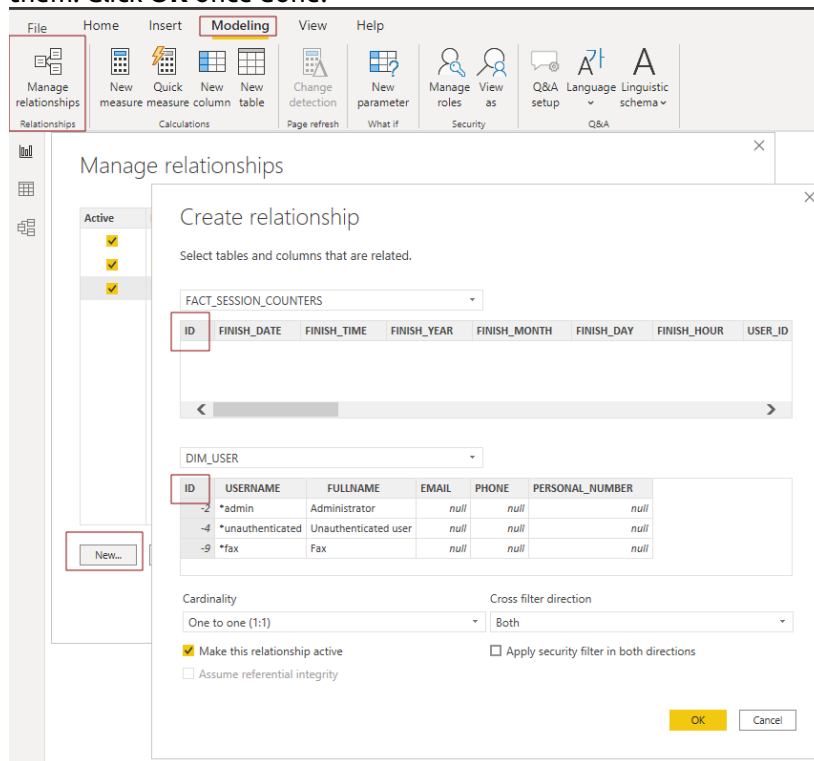 them. Click OK once done.
File Home Insert Modeling View Help
Manage relationships
New measure
Quick measure
New column
New table
Change detection
New parameter
Manage roles
View as
Q&A setup
Language
Linguistic schema
Relationships Calculations Page refresh What if Security Q&A
Manage relationships
Active
Create relationship
Select tables and columns that are related.
FACT_SESSION_COUNTERS
ID FINISH_DATE FINISH_TIME FINISH_YEAR FINISH_MONTH FINISH_DAY FINISH_HOUR USER_ID
DIM_USER
ID USERNAME FULLNAME EMAIL PHONE PERSONAL_NUMBER
-2 *admin Administrator null null null
-4 *unauthenticated Unauthenticated user null null null
-9 *fax Fax null null null
New...
Cardinality Cross filter direction
One to one (1:1) Both
Make this relationship active Apply security filter in both directions
Assume referential integrity
OK Cancel